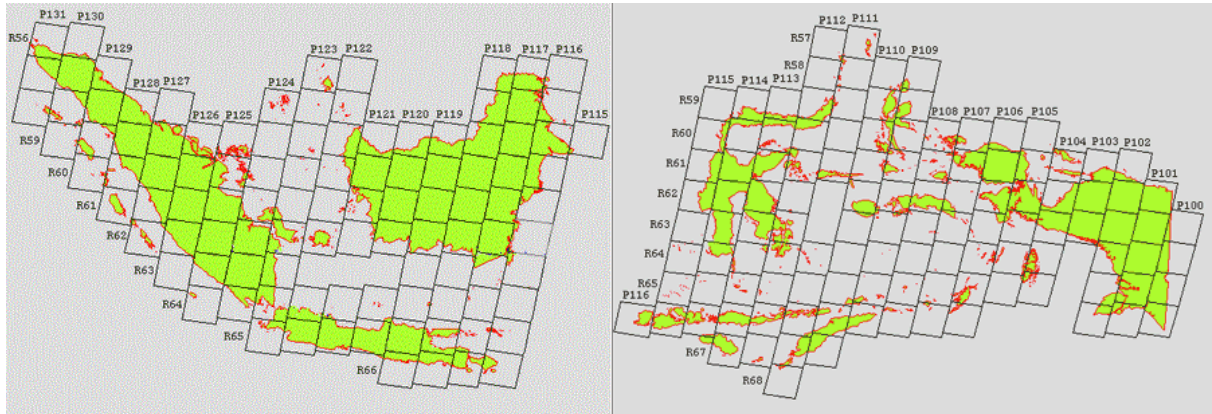 P131 P130
R56
P129
P128 P127
P126 P125
P124
P123 P122
P121 P120 P119
P118 P117 P116
P115
R59
R60
R61
R62
R63
R64
R65
R66
P112 P111
R57
P110 P109
R58
P115 P114 P113
R59
P108 P107 P106 P105
R60
P104 P103 P102
R61
P101
R62
P100
R63
R64
R65
P116
R67
R68